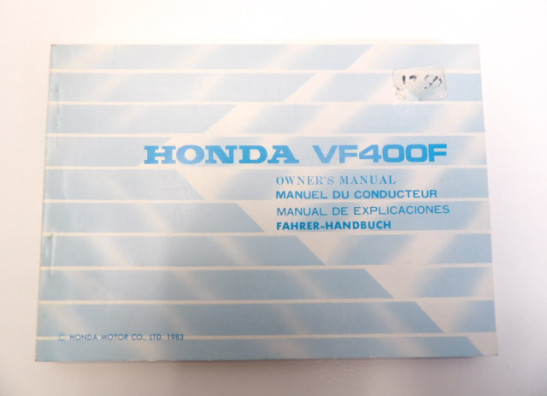 HONDA VF400F
OWNER'S MANUAL
MANUEL DU CONDUCTEUR
MANUAL DE EXPLICACIONES
FAHRER-HANDBUCH
© HONDA MOTOR CO., LTD. 1983